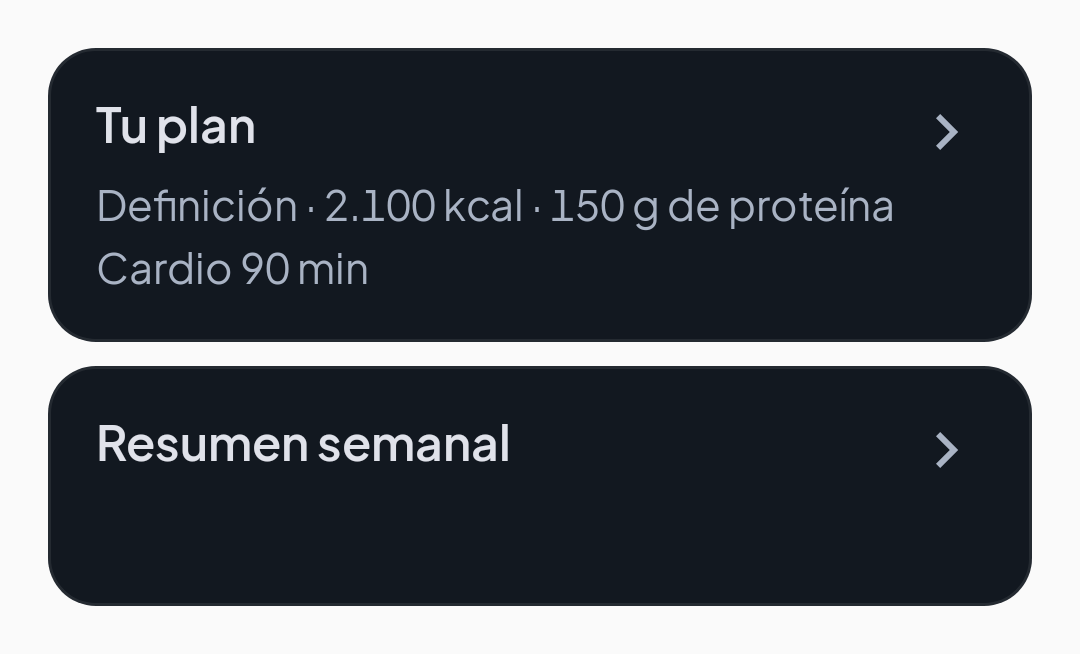 Tu plan
Definición · 2.100 kcal · 150 g de proteína
Cardio 90 min
Resumen semanal